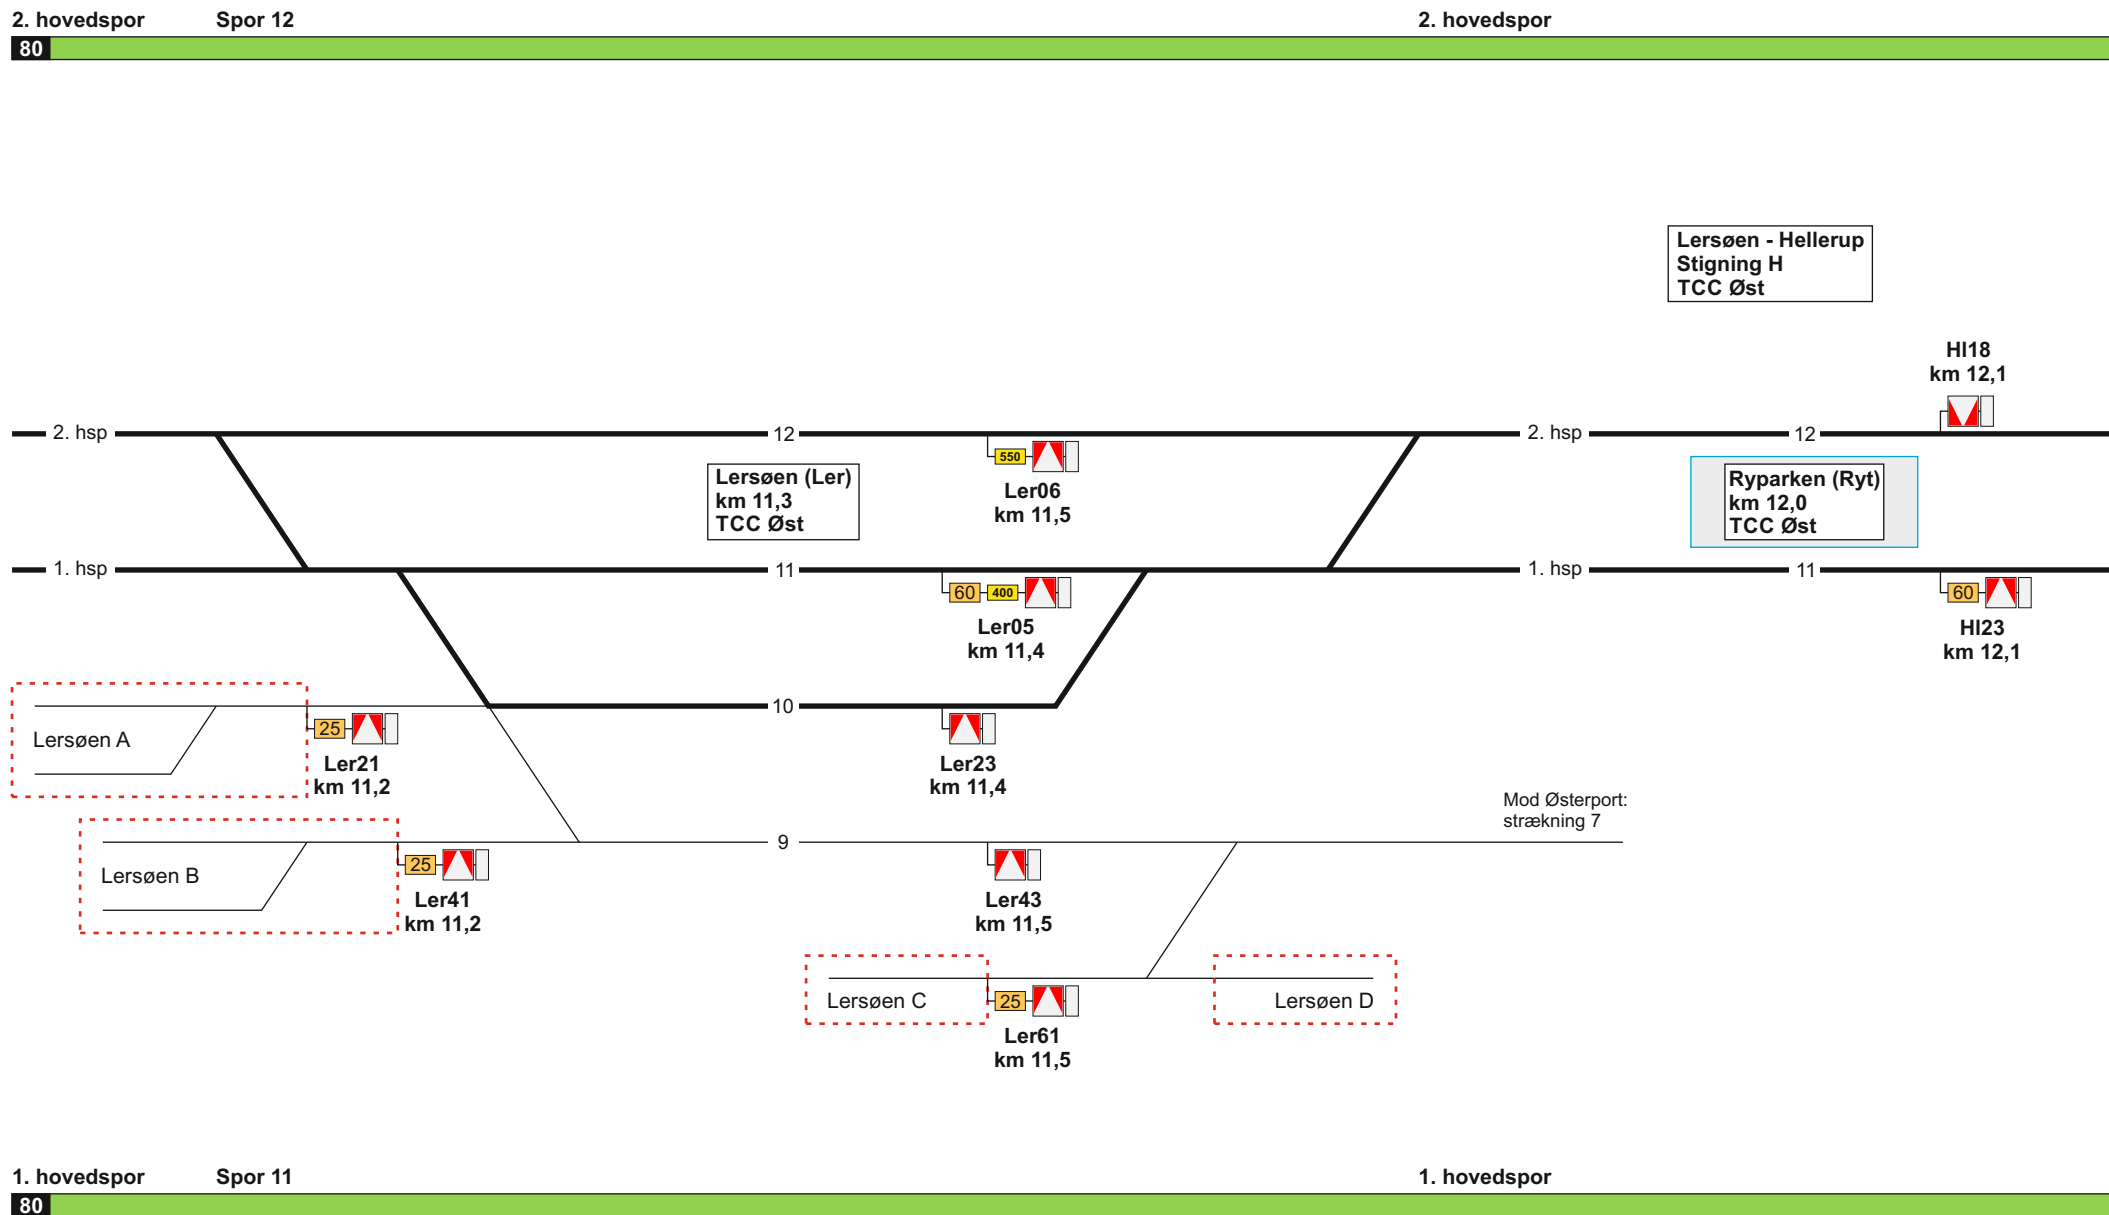 2. hovedspor Spor 12 2. hovedspor
80
Lersøen - Hellerup
Stigning H
TCC Øst
Hl18
km 12,1
2. hsp 12 2. hsp 12
550
Ler06
km 11,5
Lersøen (Ler)
km 11,3
TCC Øst
Ryparken (Ryt)
km 12,0
TCC Øst
1. hsp 11 1. hsp 11
60 400
Ler05
km 11,4
60
Hl23
km 12,1
10
Lersøen A
25
Ler21
km 11,2
Ler23
km 11,4
Mod Østerport:
strækning 7
9
Lersøen B
25
Ler41
km 11,2
Ler43
km 11,5
Lersøen C
25
Ler61
km 11,5
Lersøen D
1. hovedspor Spor 11 1. hovedspor
80